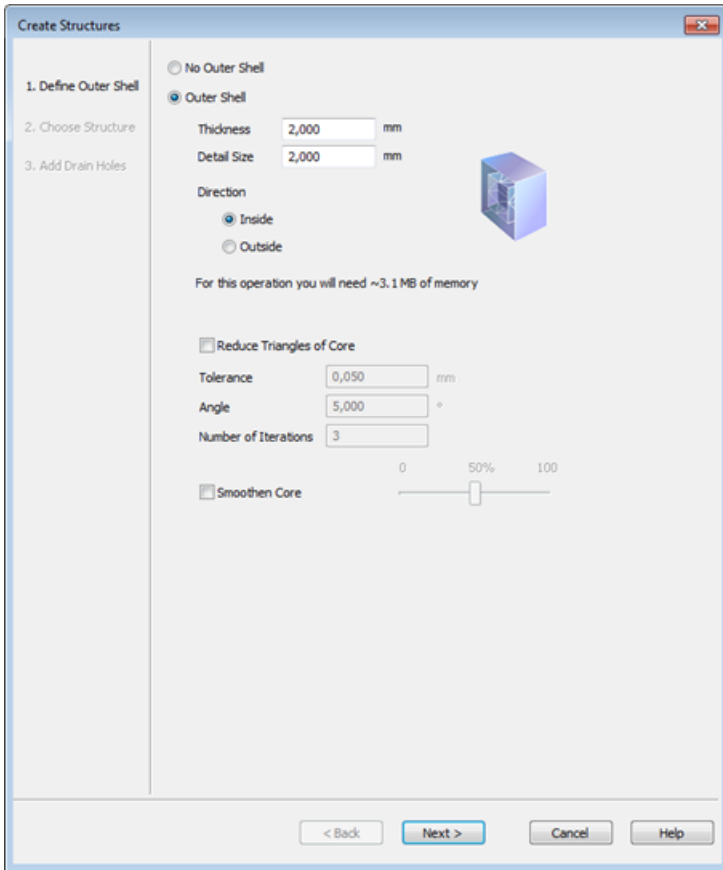 Create Structures
1. Define Outer Shell
2. Choose Structure
3. Add Drain Holes
No Outer Shell
Outer Shell
Thickness 2,000 mm
Detail Size 2,000 mm
Direction
Inside
Outside
For this operation you will need ~3.1 MB of memory
Reduce Triangles of Core
Tolerance 0,050 mm
Angle 5,000 °
Number of Iterations 3
0 50% 100
Smoothen Core
< Back Next > Cancel Help